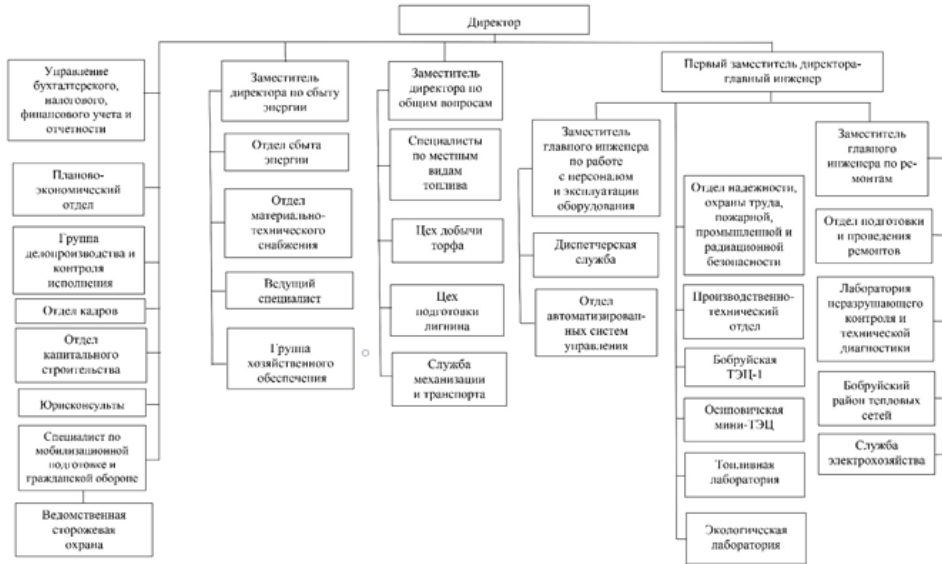 Директор
Управление
бухгалтерского,
налогового,
финансового учета и
отчетности
Планово-
экономический
отдел
Группа
делопроизводства и
контроля
исполнения
Отдел кадров
Отдел
капитального
строительства
Юрисконсульты
Специалист по
мобилизационной
подготовке и
гражданской обороне
Ведомственная
сторожевая
охрана
Заместитель
директора по сбыту
энергии
Отдел сбыта
энергии
Отдел
материально-
технического
снабжения
Ведущий
специалист
Группа
хозяйственного
обеспечения
Заместитель
директора по
общим вопросам
Специалисты
по местным
видам
топлива
Цех добычи
торфа
Цех
подготовки
лигнина
Служба
механизации
и транспорта
Первый заместитель директора-
главный инженер
Заместитель
главного инженера
по работе
с персоналом
и эксплуатации
оборудования
Диспетчерская
служба
Отдел
автоматизирован-
ных систем
управления
Отдел надежности,
охраны труда,
пожарной,
промышленной и
радиационной
безопасности
Производственно-
технический
отдел
Бобруйская
ТЭЦ-1
Осиповичская
мини-ТЭЦ
Топливная
лаборатория
Экологическая
лаборатория
Заместитель
главного
инженера по ре-
монтам
Отдел подготовки
и проведения
ремонтов
Лаборатория
неразрушающего
контроля и
технической
диагностики
Бобруйский
район тепловых
сетей
Служба
электрохозяйства